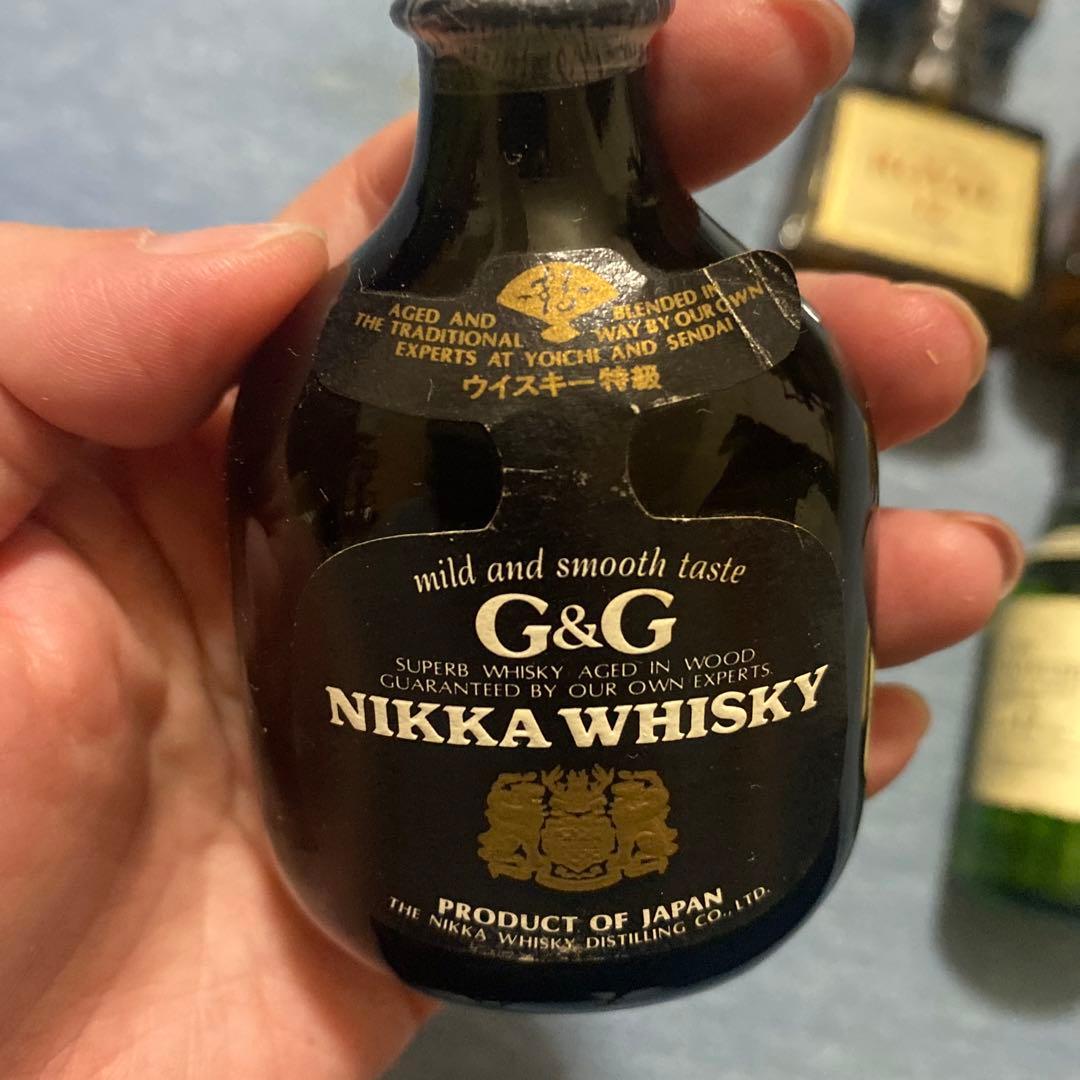 AGED AND BLENDED IN
THE TRADITIONAL WAY BY OUR OWN
EXPERTS AT YOICHI AND SENDAI
ウイスキー特級
mild and smooth taste
G&G
SUPERB WHISKY AGED IN WOOD
GUARANTEED BY OUR OWN EXPERTS.
NIKKA WHISKY
PRODUCT OF JAPAN
THE NIKKA WHISKY DISTILLING CO., LTD.
ROYAL